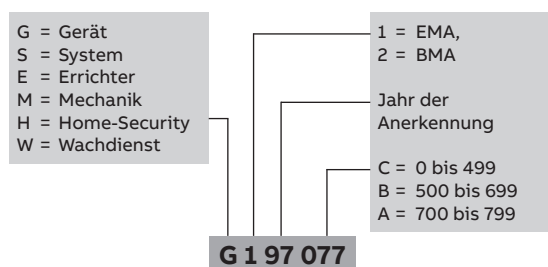 G = Gerät
S = System
E = Errichter
M = Mechanik
H = Home-Security
W = Wachdienst
1 = EMA,
2 = BMA
Jahr der
Anerkennung
C = 0 bis 499
B = 500 bis 699
A = 700 bis 799
G 1 97 077